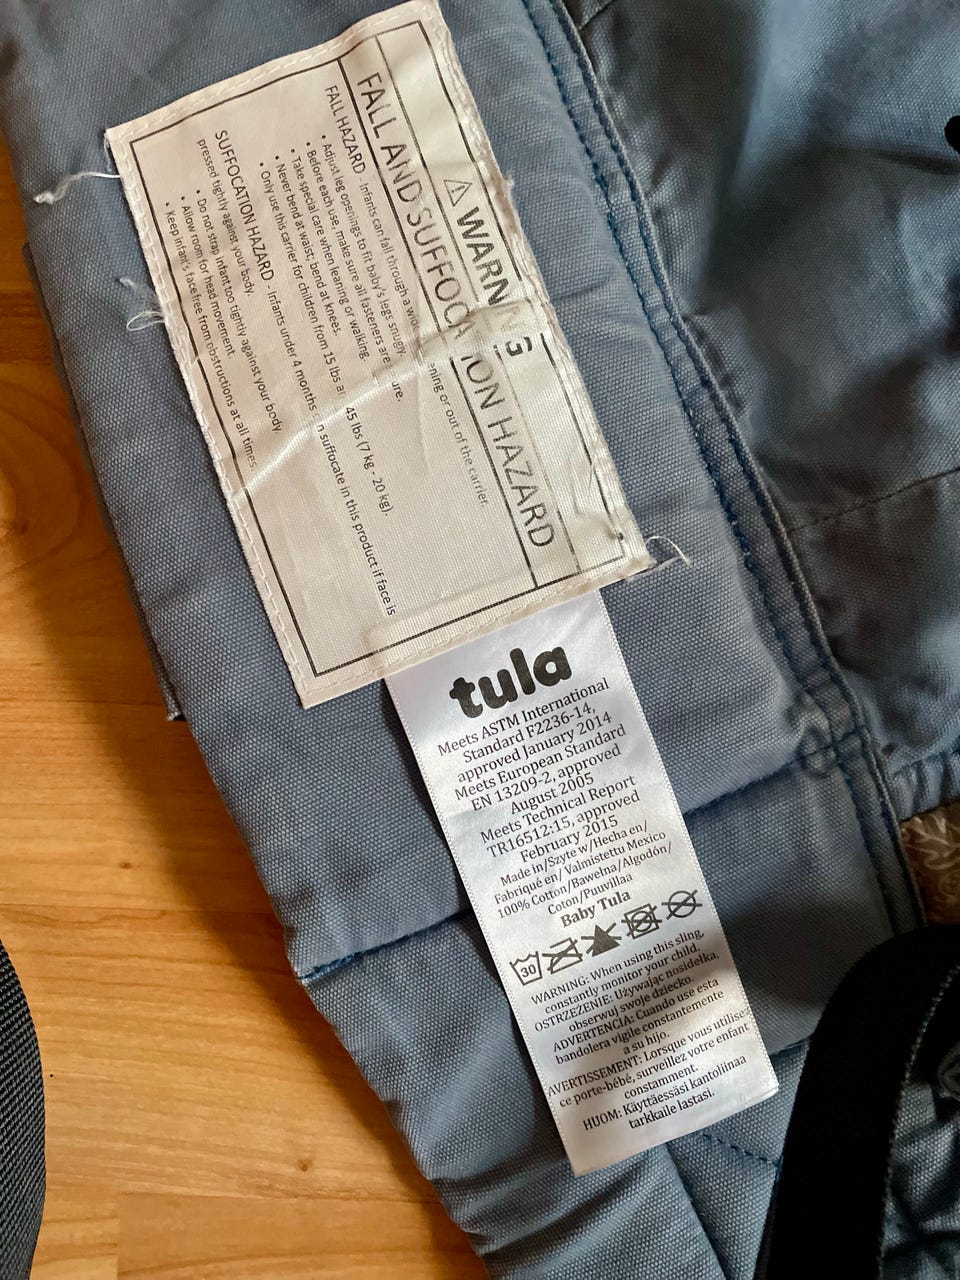 ⚠ WARNING
FALL AND SUFFOCATION HAZARD
FALL HAZARD - Infants can fall through a wide opening or out of the carrier.
• Adjust leg openings to fit baby's legs snugly.
• Before each use, make sure all fasteners are secure.
• Take special care when leaning or walking.
• Never bend at waist; bend at knees.
• Only use this carrier for children from 15 lbs and 45 lbs (7 kg - 20 kg).
SUFFOCATION HAZARD - Infants under 4 months can suffocate in this product if face is
pressed tightly against your body.
• Do not strap infant too tightly against your body.
• Allow room for head movement.
• Keep infant's face free from obstructions at all times.
tula
Meets ASTM International
Standard F2236-14,
approved January 2014
Meets European Standard
EN 13209-2, approved
August 2005
Meets Technical Report
TR16512:15, approved
February 2015
Made in/Szyte w/Hecha en/
Fabriqué en/ Valmistettu Mexico
100% Cotton/Bawełna/Algodón/
Coton/Puuvillaa
Baby Tula
30
WARNING: When using this sling,
constantly monitor your child.
OSTRZEŻENIE: Używając nosidełka,
obserwuj swoje dziecko.
ADVERTENCIA: Cuando use esta
bandolera vigile constantemente
a su hijo.
AVERTISSEMENT: Lorsque vous utilisez
ce porte-bébé, surveillez votre enfant
constamment.
HUOM: Käyttäessäsi kantoliinaa
tarkkaile lastasi.